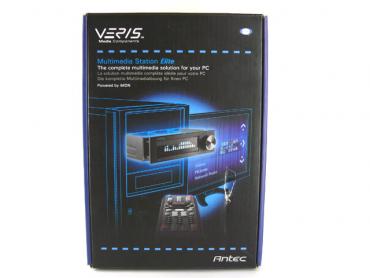 VERIS
Media Components
Multimedia Station Elite
The complete multimedia solution for your PC
La solution multimédia complète idéale pour votre PC
Die komplette Multimedialösung für Ihren PC
Powered by iMON
Antec